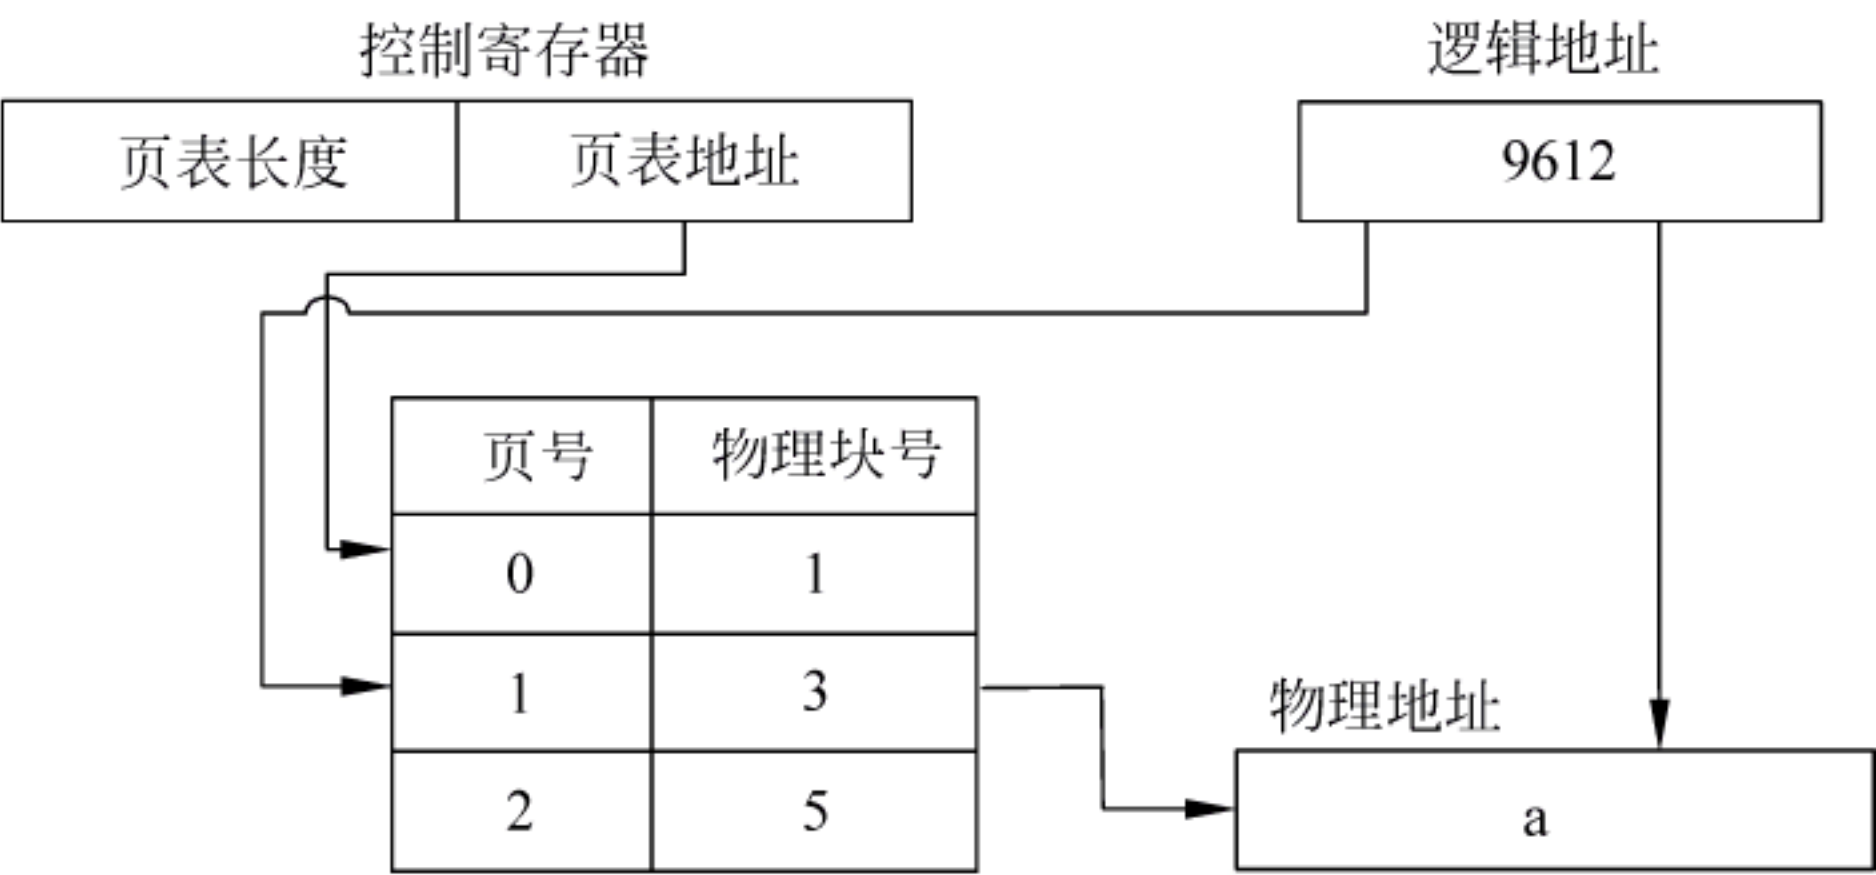 控制寄存器
逻辑地址
页表长度 页表地址
9612
页号 物理块号
0 1
1 3
2 5
物理地址
a